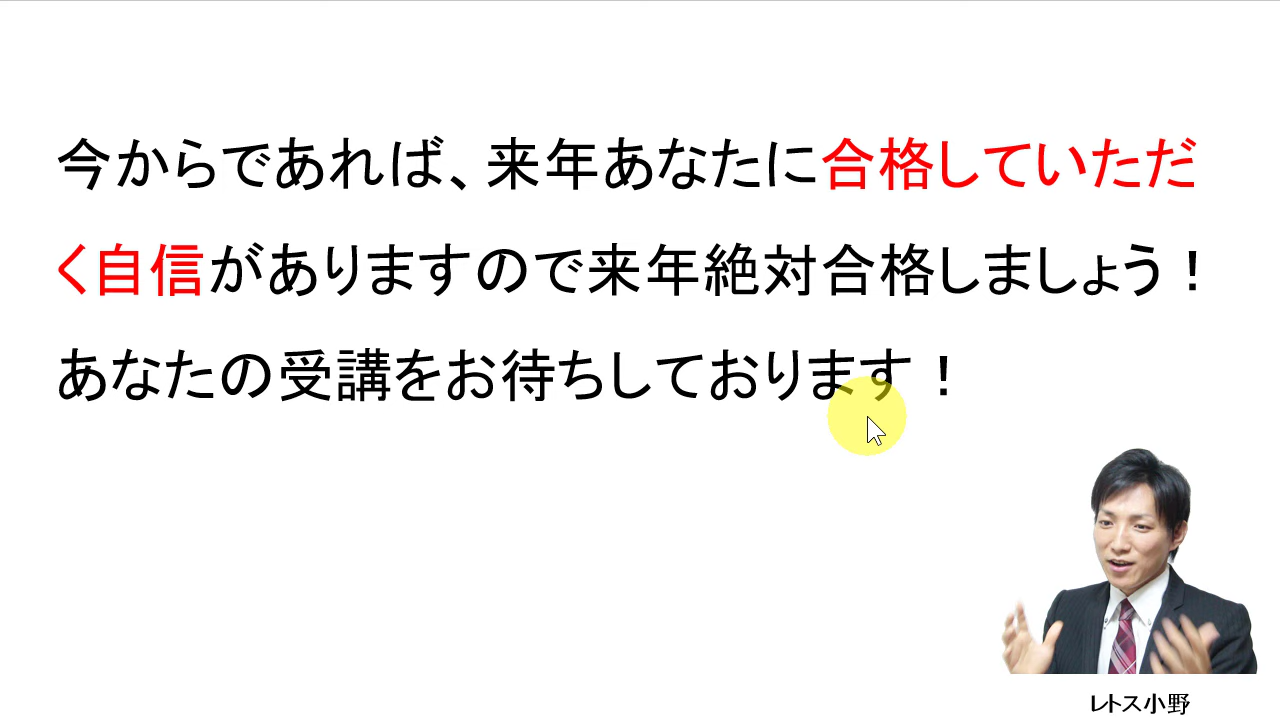 今からであれば、来年あなたに合格していただ
く自信がありますので来年絶対合格しましょう！
あなたの受講をお待ちしております！
レトス小野